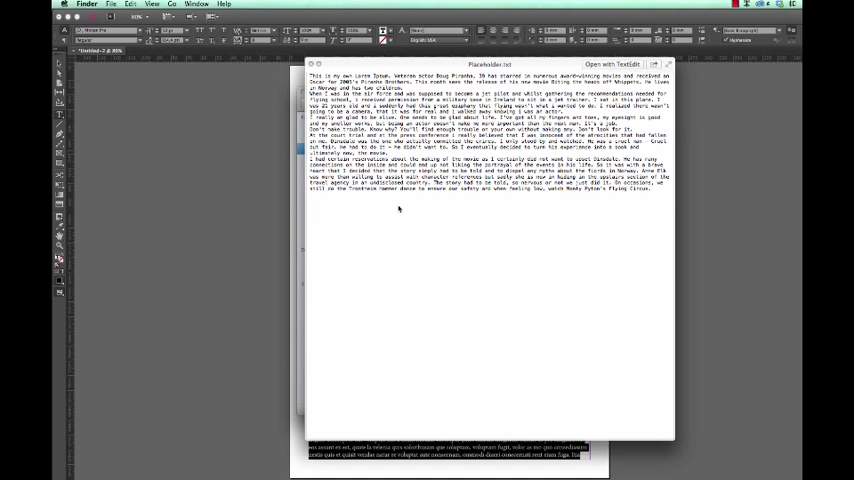 Finder File Edit View Go Window Help
*Untitled-2 @ 80%
Placeholder.txt
Open with TextEdit
This is my own Lorem Ipsum. Veteran actor Doug Piranha, 39 has starred in numerous award-winning movies and received an
Oscar for 2001's Piranha Brothers. This month sees the release of his new movie Biting the heads off Whippets. He lives
in Norway and has two children.
When I was in the air force and was supposed to become a jet pilot and whilst gathering the recommendations needed for
flying school, i received permission from a military base in Ireland to sit in a jet trainer. I sat in this plane. I
was 21 years old and i suddenly had this great epiphany that flying wasn't what i wanted to do. i realized there wasn't
going to be a camera, that it was for real and i walked away knowing i was an actor.
I really am glad to be alive. One needs to be glad about life. I've got all my fingers and toes, my eyesight is good
and my smeller works, but being an actor doesn't make me more important than the next man. It's a job.
Don't make trouble. Know why? You'll find enough trouble on your own without making any. Don't look for it.
At the court trial and at the press conference i really believed that i was innocent of the atrocities that had fallen
on me. Dinsdale was the one who actually committed the crimes. I only stood by and watched. He was a cruel man - Cruel
but fair. He had to do it - he didn't want to. So I eventually decided to turn his experience into a book and
ultimately now, the movie.
I had certain reservations about the making of the movie as I certainly did not want to upset Dinsdale. He has many
connections on the inside and could end up not liking the portrayal of the events in his life. So it was with a brave
heart that I decided that the story simply had to be told and to dispel any myths about the fiords in Norway. Anne Elk
was more than willing to assist with character references but sadly she is now in hiding in the upstairs section of the
travel agency in an undisclosed country. The story had to be told, so nervous or not we just did it. On occasions, we
still do the Trontheim hammer dance to ensure our safety and when feeling low, watch Monty Pyton's Flying Circus.